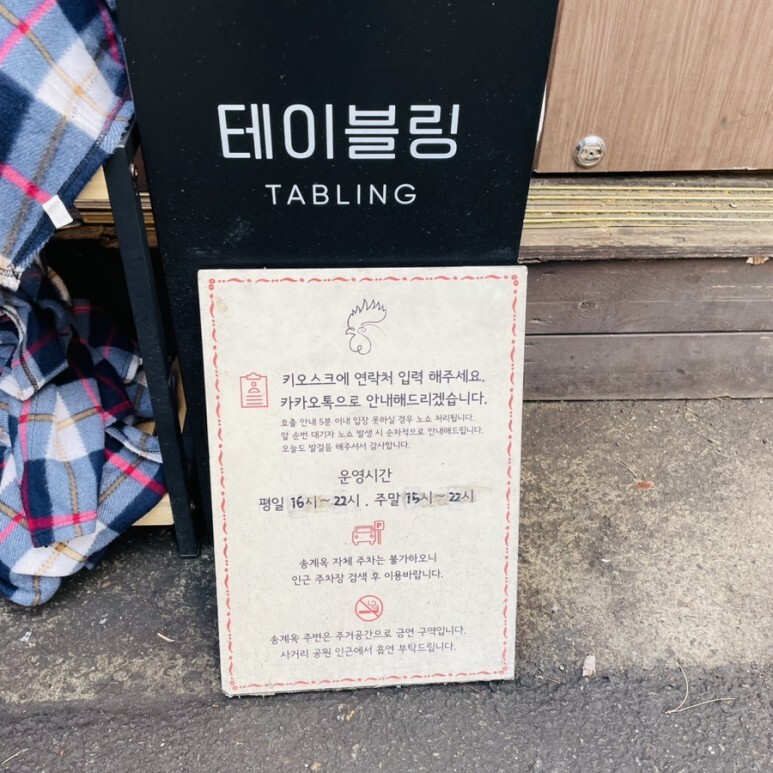 테이블링
TABLING
키오스크에 연락처 입력 해주세요.
카카오톡으로 안내해드리겠습니다.
호출 안내 5분 이내 입장 못하실 경우 노쇼 처리됩니다.
앞 순번 대기자 노쇼 발생 시 순차적으로 안내해드립니다.
오늘도 발걸음 해주셔서 감사합니다.
운영시간
평일 16시~22시 . 주말 15시~22시
P
송계옥 자체 주차는 불가하오니
인근 주차장 검색 후 이용바랍니다.
송계옥 주변은 주거공간으로 금연 구역입니다.
사거리 공원 인근에서 흡연 부탁드립니다.